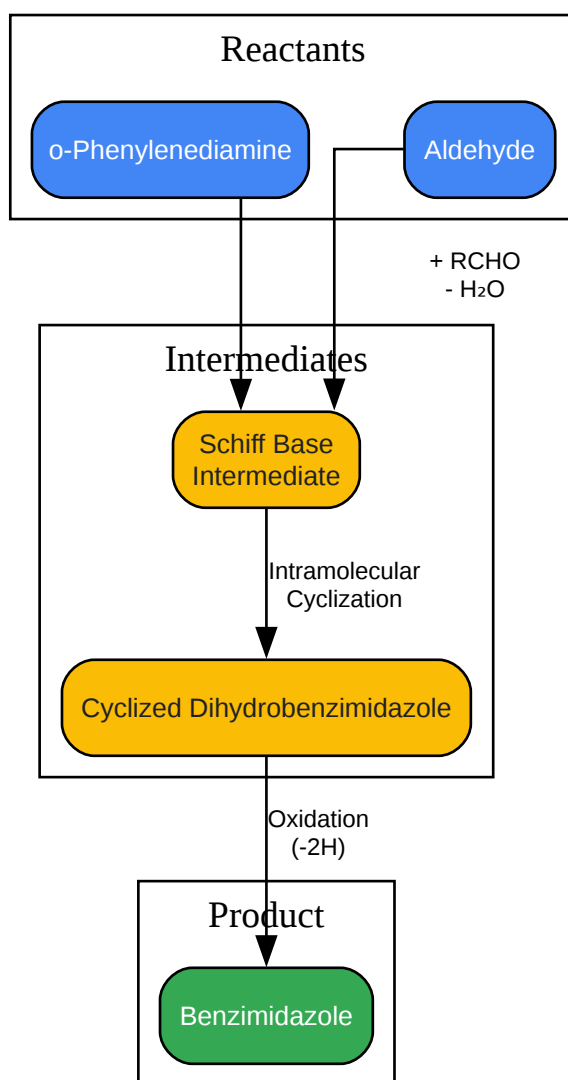 Reactants
o-Phenylenediamine
Aldehyde
+ RCHO
- H₂O
Intermediates
Schiff Base
Intermediate
Intramolecular
Cyclization
Cyclized Dihydrobenzimidazole
Oxidation
(-2H)
Product
Benzimidazole